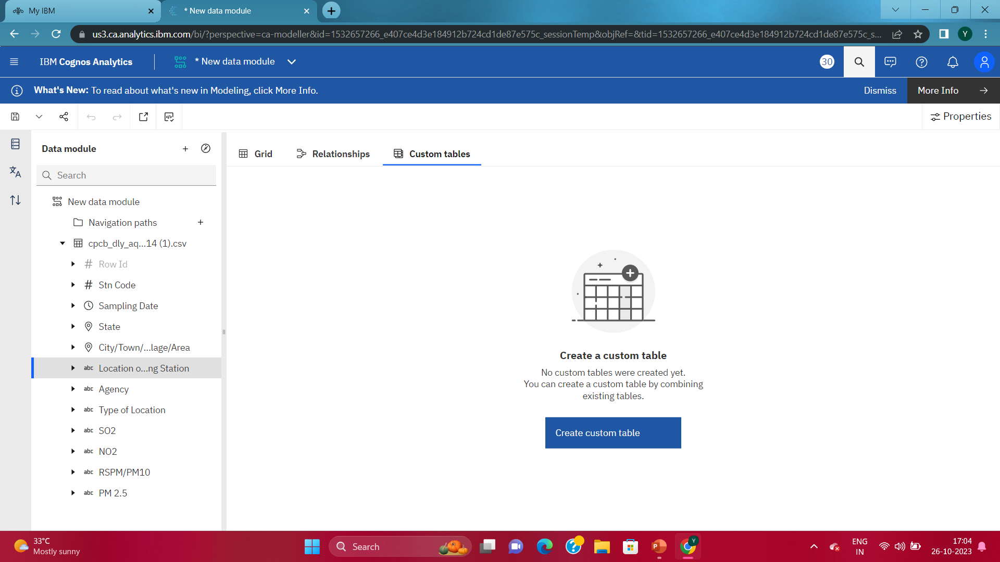 My IBM
* New data module
us3.ca.analytics.ibm.com/bi/?perspective=ca-modeller&id=1532657266_e407ce4d3e184912b724cd1de87e575c_sessionTemp&objRef=&tid=1532657266_e407ce4d3e184912b724cd1de87e575c_s...
Y
IBM Cognos Analytics
* New data module
30
What's New: To read about what's new in Modeling, click More Info.
Dismiss
More Info
Properties
Data module
Search
New data module
Navigation paths
cpcb_dly_aq...14 (1).csv
# Row Id
# Stn Code
Sampling Date
State
City/Town/...lage/Area
abc Location o...ng Station
abc Agency
abc Type of Location
abc SO2
abc NO2
abc RSPM/PM10
abc PM 2.5
Grid
Relationships
Custom tables
Create a custom table
No custom tables were created yet.
You can create a custom table by combining
existing tables.
Create custom table
33°C
Mostly sunny
Search
P
Y
ENG
IN
17:04
26-10-2023